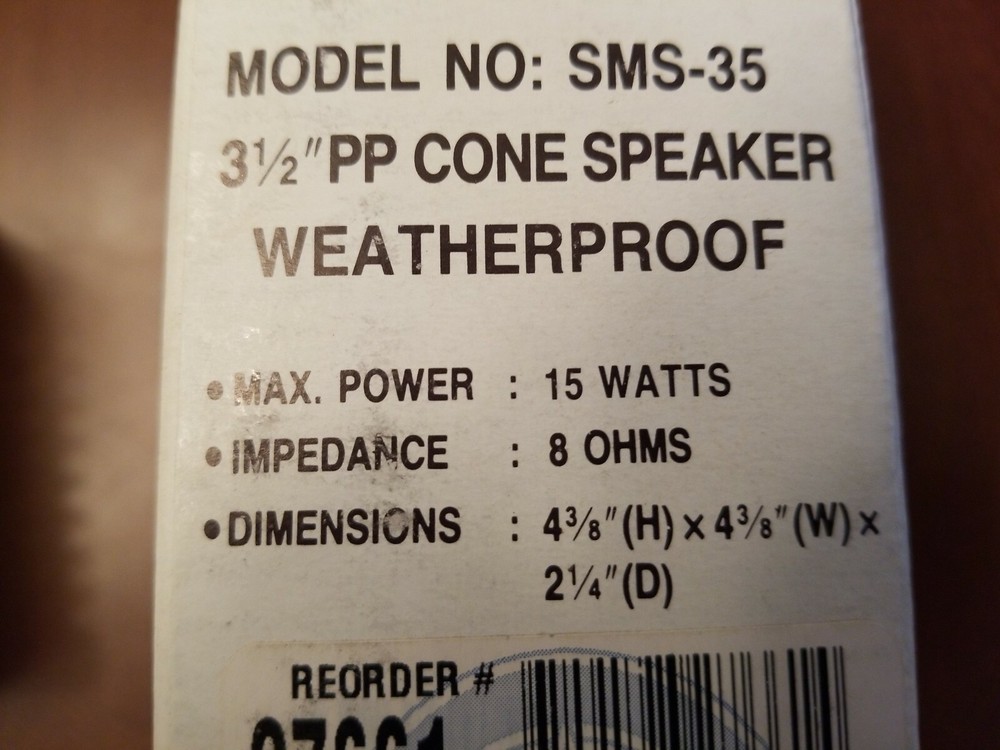 MODEL NO: SMS-35
3½" PP CONE SPEAKER
WEATHERPROOF
• MAX. POWER : 15 WATTS
• IMPEDANCE : 8 OHMS
• DIMENSIONS : 4³⁄₈" (H) x 4³⁄₈" (W) x
2¼" (D)
REORDER #